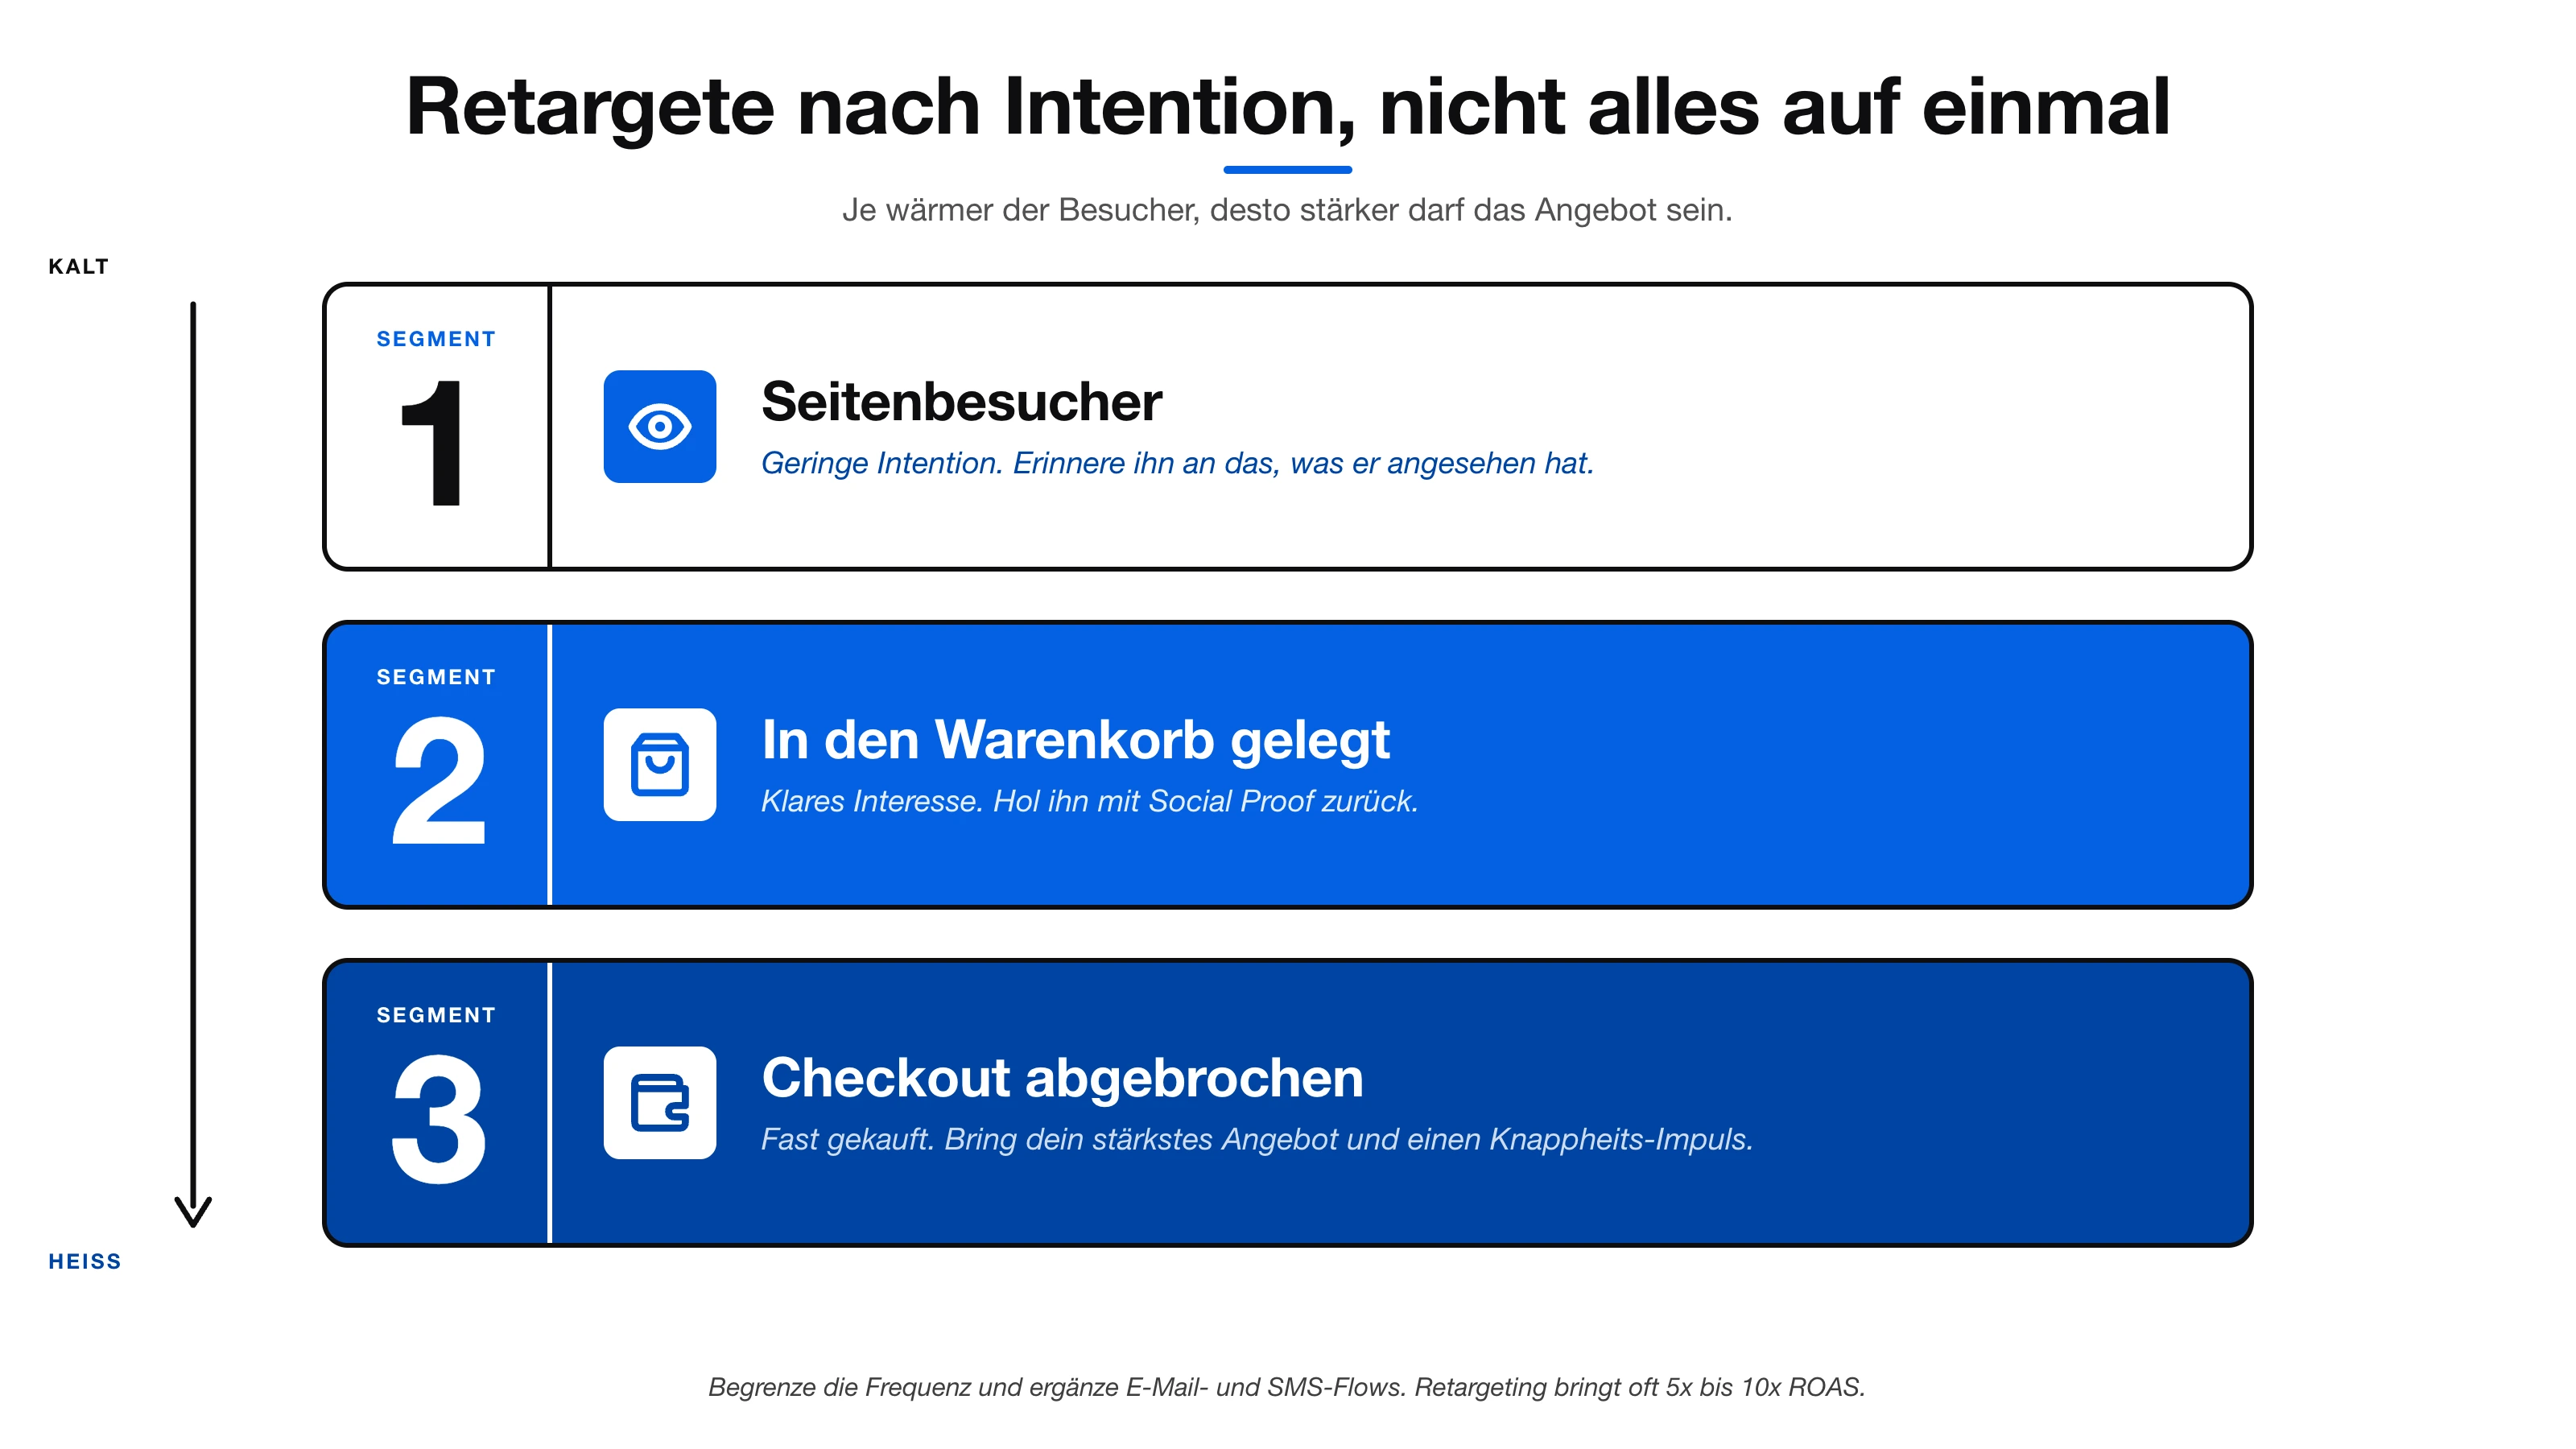 Retargete nach Intention, nicht alles auf einmal
Je wärmer der Besucher, desto stärker darf das Angebot sein.
KALT
SEGMENT
1
Seitenbesucher
Geringe Intention. Erinnere ihn an das, was er angesehen hat.
SEGMENT
2
In den Warenkorb gelegt
Klares Interesse. Hol ihn mit Social Proof zurück.
SEGMENT
3
Checkout abgebrochen
Fast gekauft. Bring dein stärkstes Angebot und einen Knappheits-Impuls.
HEISS
Begrenze die Frequenz und ergänze E-Mail- und SMS-Flows. Retargeting bringt oft 5x bis 10x ROAS.